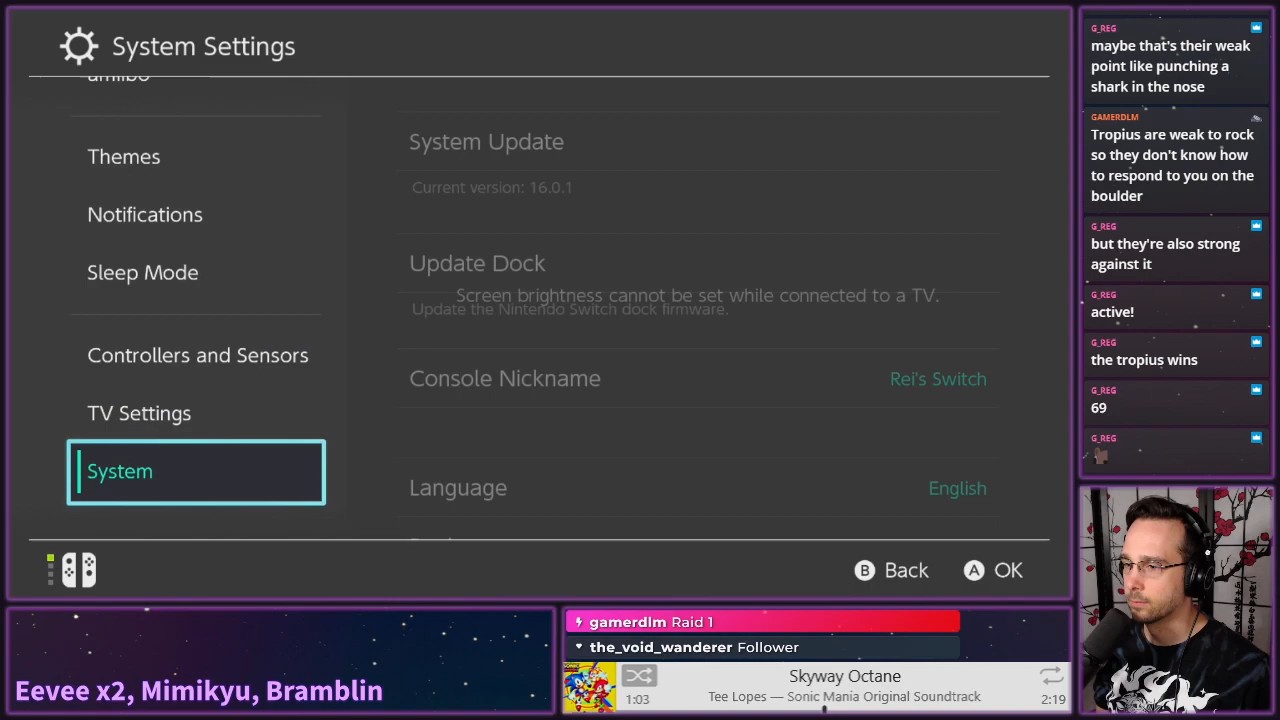 System Settings
amiibo
Themes
Notifications
Sleep Mode
Controllers and Sensors
TV Settings
System
System Update
Current version: 16.0.1
Update Dock
Screen brightness cannot be set while connected to a TV.
Update the Nintendo Switch dock firmware.
Console Nickname
Rei's Switch
Language
English
B Back
A OK
G_REG
maybe that's their weak
point like punching a
shark in the nose
GAMERDLM
Tropius are weak to rock
so they don't know how
to respond to you on the
boulder
G_REG
but they're also strong
against it
G_REG
active!
G_REG
the tropius wins
G_REG
69
G_REG
Eevee x2, Mimikyu, Bramblin
gamerdlm Raid 1
the_void_wanderer Follower
Skyway Octane
1:03
Tee Lopes — Sonic Mania Original Soundtrack
2:19